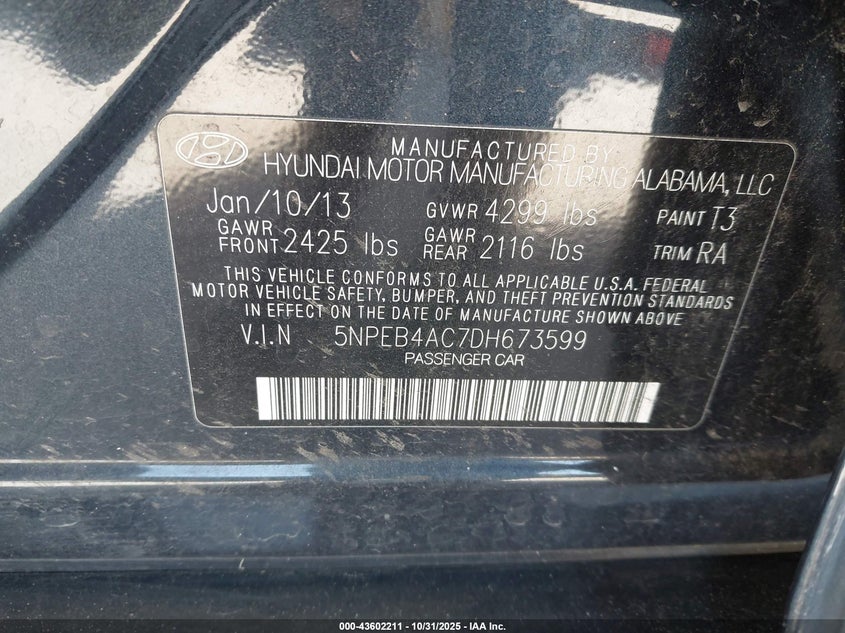 MANUFACTURED BY
HYUNDAI MOTOR MANUFACTURING ALABAMA, LLC
Jan/10/13 GVWR 4299 lbs PAINT T3
GAWR FRONT 2425 lbs GAWR REAR 2116 lbs TRIM RA
THIS VEHICLE CONFORMS TO ALL APPLICABLE U.S.A. FEDERAL
MOTOR VEHICLE SAFETY, BUMPER, AND THEFT PREVENTION STANDARDS
IN EFFECT ON THE DATE OF MANUFACTURE SHOWN ABOVE
V.I.N 5NPEB4AC7DH673599
PASSENGER CAR
000-43602211 - 10/31/2025 - IAA Inc.